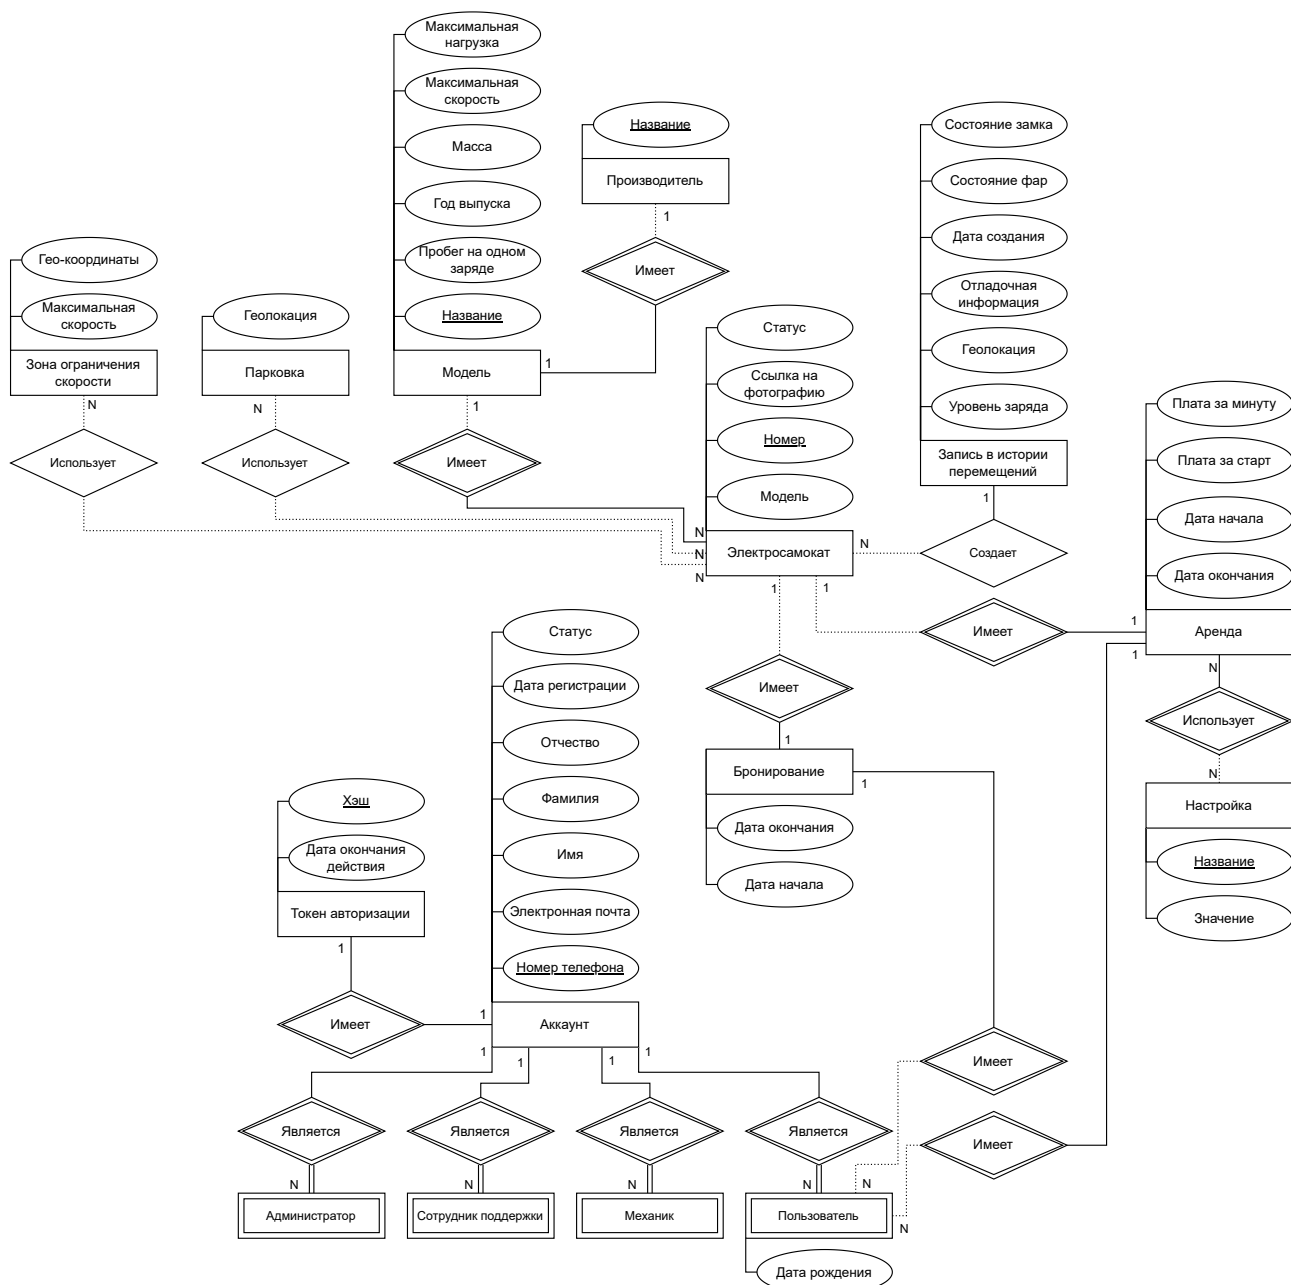 Максимальная
нагрузка
Максимальная
скорость
Масса
Год выпуска
Пробег на одном
заряде
Название
Модель
1
1
Название
Производитель
1
Имеет
Гео-координаты
Максимальная
скорость
Зона ограничения
скорости
N
Использует
Геолокация
Парковка
N
Использует
Имеет
Статус
Ссылка на
фотографию
Номер
Модель
Электросамокат
N
N
N
N
1
1
Состояние замка
Состояние фар
Дата создания
Отладочная
информация
Геолокация
Уровень заряда
Запись в истории
перемещений
1
Создает
Плата за минуту
Плата за старт
Дата начала
Дата окончания
Аренда
1
1
N
Имеет
Использует
N
Настройка
Название
Значение
Имеет
1
Бронирование
1
Дата окончания
Дата начала
Статус
Дата регистрации
Отчество
Фамилия
Имя
Электронная почта
Номер телефона
Аккаунт
1
1
1
1
1
Хэш
Дата окончания
действия
Токен авторизации
1
Имеет
Имеет
Имеет
Является
Является
Является
Является
N
N
N
N
N
N
Администратор
Сотрудник поддержки
Механик
Пользователь
Дата рождения